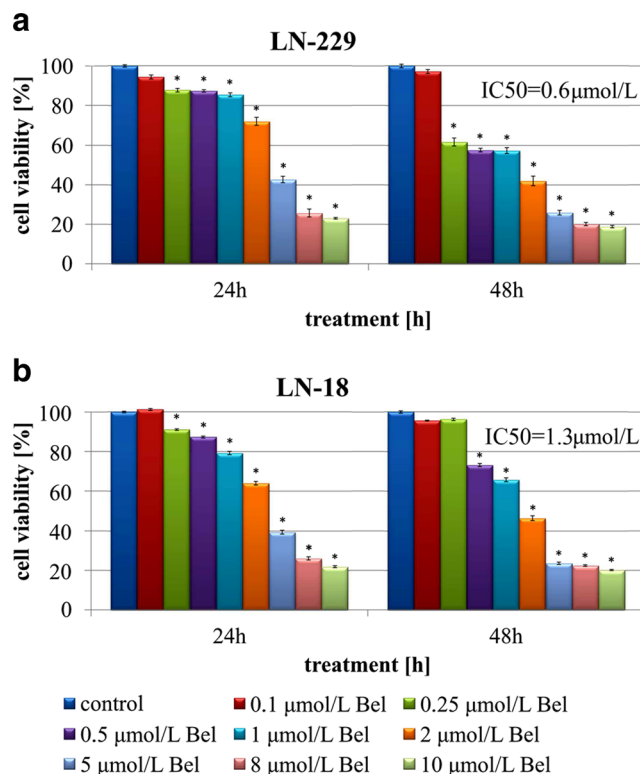 a
LN-229
cell viability [%]
100
80
60
40
20
0
IC50=0.6μmol/L
* * * * * * *
* * * * * * *
24h 48h
treatment [h]
b
LN-18
cell viability [%]
100
80
60
40
20
0
IC50=1.3μmol/L
* * * * * * *
* * * * * *
24h 48h
treatment [h]
control 0.1 μmol/L Bel 0.25 μmol/L Bel
0.5 μmol/L Bel 1 μmol/L Bel 2 μmol/L Bel
5 μmol/L Bel 8 μmol/L Bel 10 μmol/L Bel